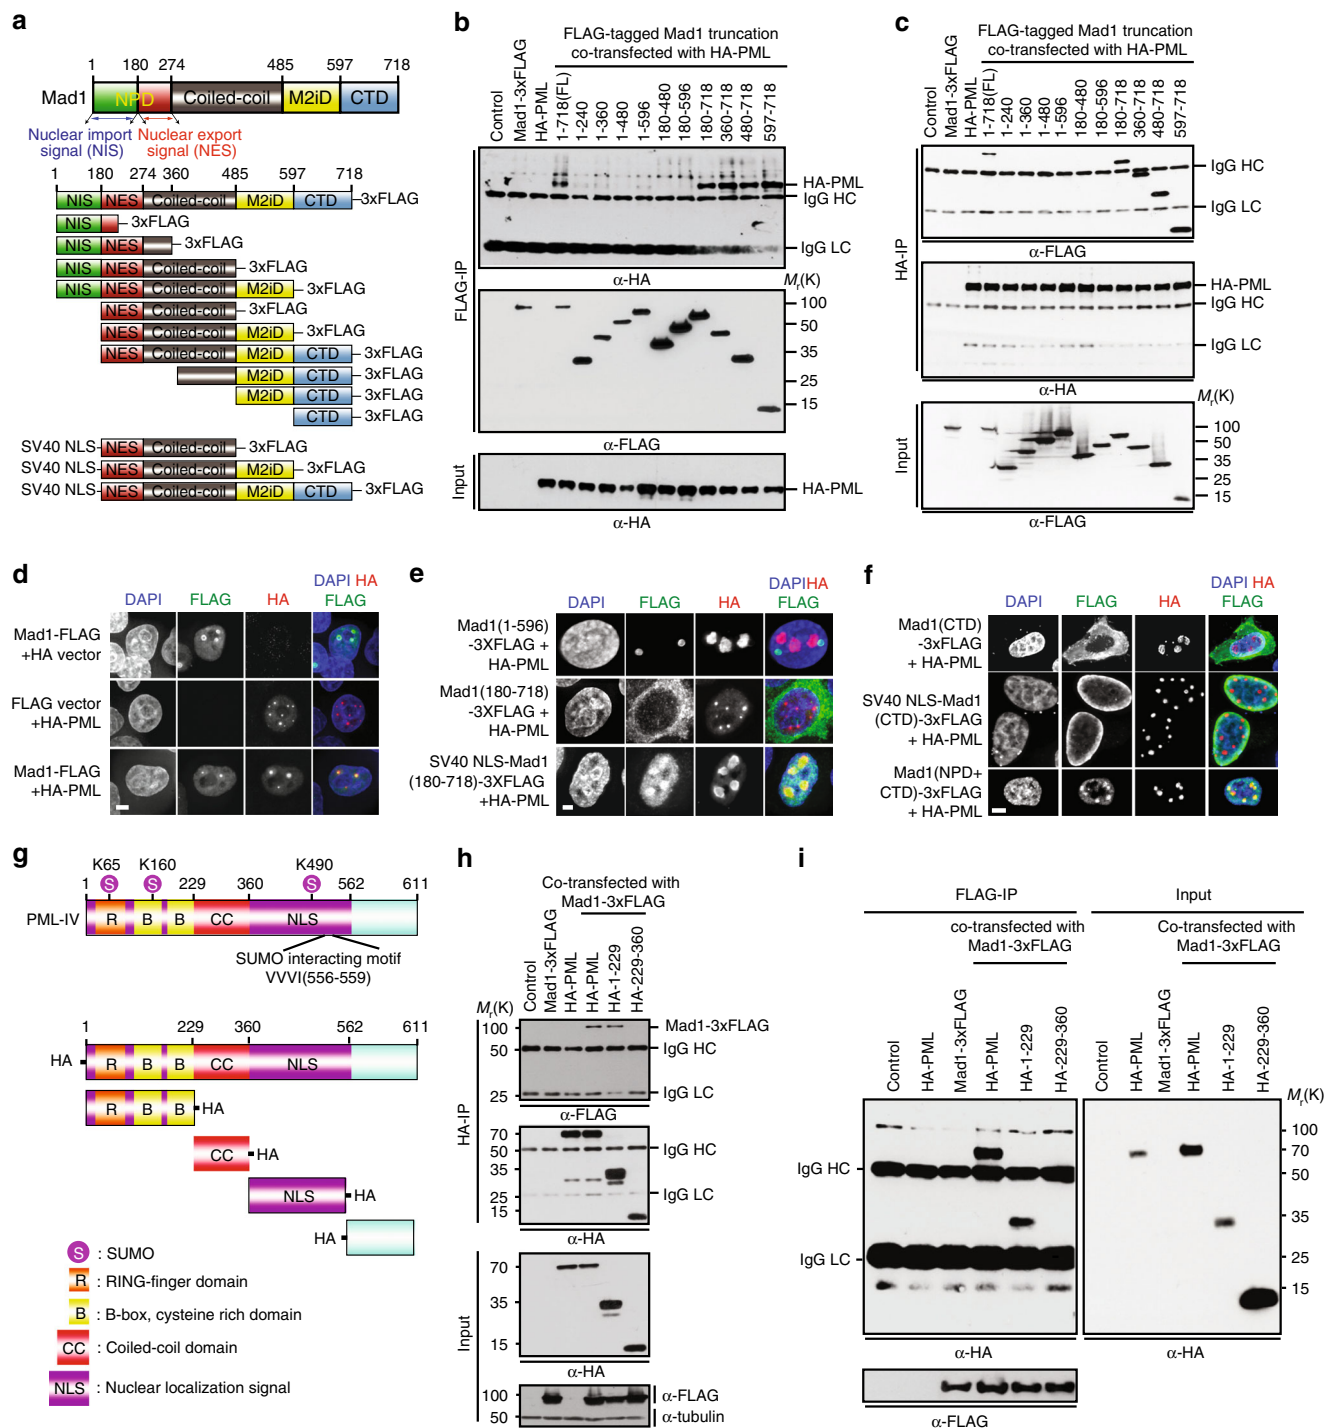 a
1 180 274 485 597 718
Mad1 NPD Coiled-coil M2iD CTD
Nuclear import signal (NIS)
Nuclear export signal (NES)
1 180 274 360 485 597 718
NIS NES Coiled-coil M2iD CTD 3xFLAG
NIS 3xFLAG
NIS NES 3xFLAG
NIS NES Coiled-coil 3xFLAG
NIS NES Coiled-coil M2iD 3xFLAG
NES Coiled-coil 3xFLAG
NES Coiled-coil M2iD 3xFLAG
NES Coiled-coil M2iD CTD 3xFLAG
M2iD CTD 3xFLAG
M2iD CTD 3xFLAG
CTD 3xFLAG
SV40 NLS NES Coiled-coil 3xFLAG
SV40 NLS NES Coiled-coil M2iD 3xFLAG
SV40 NLS NES Coiled-coil M2iD CTD 3xFLAG
b
FLAG-tagged Mad1 truncation
co-transfected with HA-PML
Control
Mad1-3xFLAG
HA-PML
1-718(FL)
1-240
1-360
1-480
1-596
180-480
180-596
180-718
360-718
480-718
597-718
HA-PML
IgG HC
IgG LC
α-HA
FLAG-IP
Mr(K)
100
50
35
25
15
α-FLAG
Input
HA-PML
α-HA
c
FLAG-tagged Mad1 truncation
co-transfected with HA-PML
Control
Mad1-3xFLAG
HA-PML
1-718(FL)
1-240
1-360
1-480
1-596
180-480
180-596
180-718
360-718
480-718
597-718
IgG HC
IgG LC
α-FLAG
HA-IP
HA-PML
IgG HC
IgG LC
α-HA
Mr(K)
100
50
35
25
15
Input
α-FLAG
d
DAPI FLAG HA DAPI HA FLAG
Mad1-FLAG
+HA vector
FLAG vector
+HA-PML
Mad1-FLAG
+HA-PML
e
DAPI FLAG HA DAPIHA FLAG
Mad1(1-596)
-3XFLAG +
HA-PML
Mad1(180-718)
-3XFLAG +
HA-PML
SV40 NLS-Mad1
(180-718)-3XFLAG
+HA-PML
f
DAPI FLAG HA DAPI HA FLAG
Mad1(CTD)
-3xFLAG
+ HA-PML
SV40 NLS-Mad1
(CTD)-3xFLAG
+ HA-PML
Mad1(NPD+
CTD)-3xFLAG
+ HA-PML
g
K65 K160 K490
S S S
1 229 360 562 611
PML-IV R B B CC NLS
SUMO interacting motif
VVVI(556-559)
1 229 360 562 611
HA R B B CC NLS
R B B HA
CC HA
NLS HA
HA
S : SUMO
R : RING-finger domain
B : B-box, cysteine rich domain
CC : Coiled-coil domain
NLS : Nuclear localization signal
h
Co-transfected with
Mad1-3xFLAG
Control
Mad1-3xFLAG
HA-PML
HA-PML
HA-1-229
HA-229-360
Mr(K)
100
50
25
Mad1-3xFLAG
IgG HC
IgG LC
α-FLAG
HA-IP
70
50
35
25
15
IgG HC
IgG LC
α-HA
Input
70
35
15
α-HA
100
50
α-FLAG
α-tubulin
i
FLAG-IP
co-transfected with
Mad1-3xFLAG
Control
HA-PML
Mad1-3xFLAG
HA-PML
HA-1-229
HA-229-360
IgG HC
IgG LC
α-HA
α-FLAG
Input
Co-transfected with
Mad1-3xFLAG
Control
HA-PML
Mad1-3xFLAG
HA-PML
HA-1-229
HA-229-360
Mr(K)
100
70
50
35
25
15
α-HA